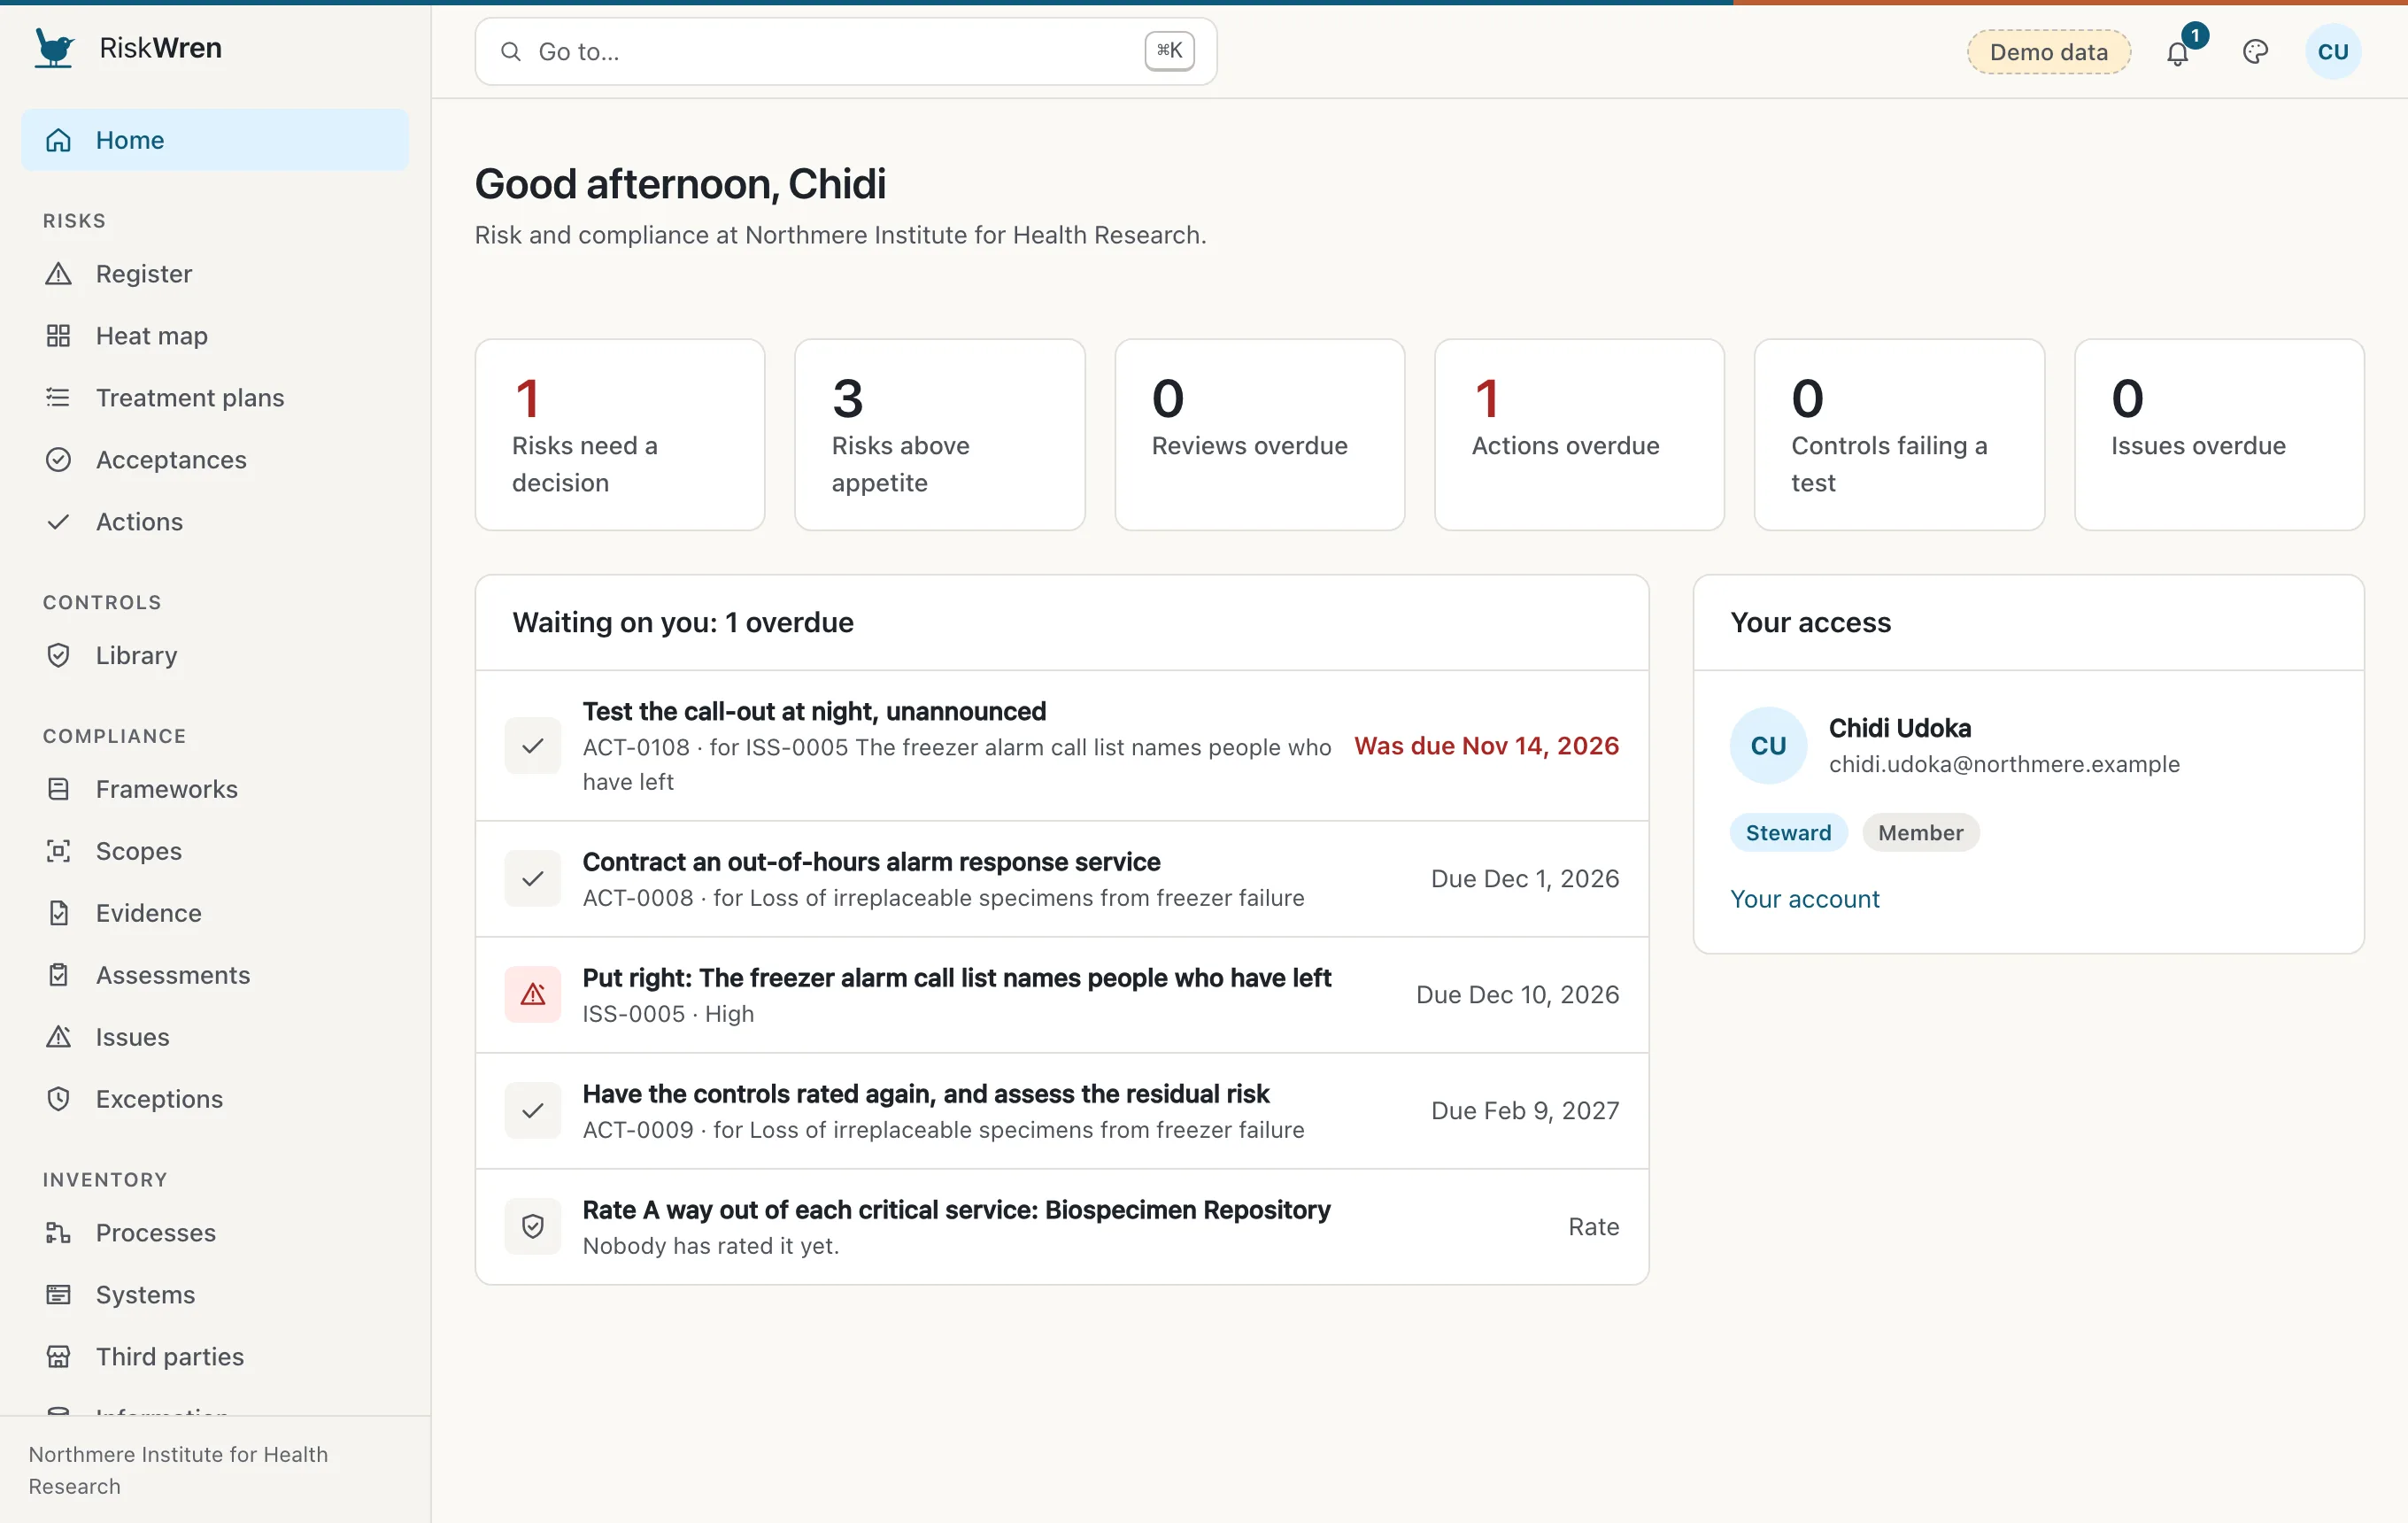 RiskWren
Go to...
⌘K
Demo data
1
CU
Home
RISKS
Register
Heat map
Treatment plans
Acceptances
Actions
CONTROLS
Library
COMPLIANCE
Frameworks
Scopes
Evidence
Assessments
Issues
Exceptions
INVENTORY
Processes
Systems
Third parties
Information
Northmere Institute for Health
Research
Good afternoon, Chidi
Risk and compliance at Northmere Institute for Health Research.
1
Risks need a
decision
3
Risks above
appetite
0
Reviews overdue
1
Actions overdue
0
Controls failing a
test
0
Issues overdue
Waiting on you: 1 overdue
Test the call-out at night, unannounced
ACT-0108 · for ISS-0005 The freezer alarm call list names people who
have left
Was due Nov 14, 2026
Contract an out-of-hours alarm response service
ACT-0008 · for Loss of irreplaceable specimens from freezer failure
Due Dec 1, 2026
Put right: The freezer alarm call list names people who have left
ISS-0005 · High
Due Dec 10, 2026
Have the controls rated again, and assess the residual risk
ACT-0009 · for Loss of irreplaceable specimens from freezer failure
Due Feb 9, 2027
Rate A way out of each critical service: Biospecimen Repository
Nobody has rated it yet.
Rate
Your access
CU
Chidi Udoka
chidi.udoka@northmere.example
Steward
Member
Your account